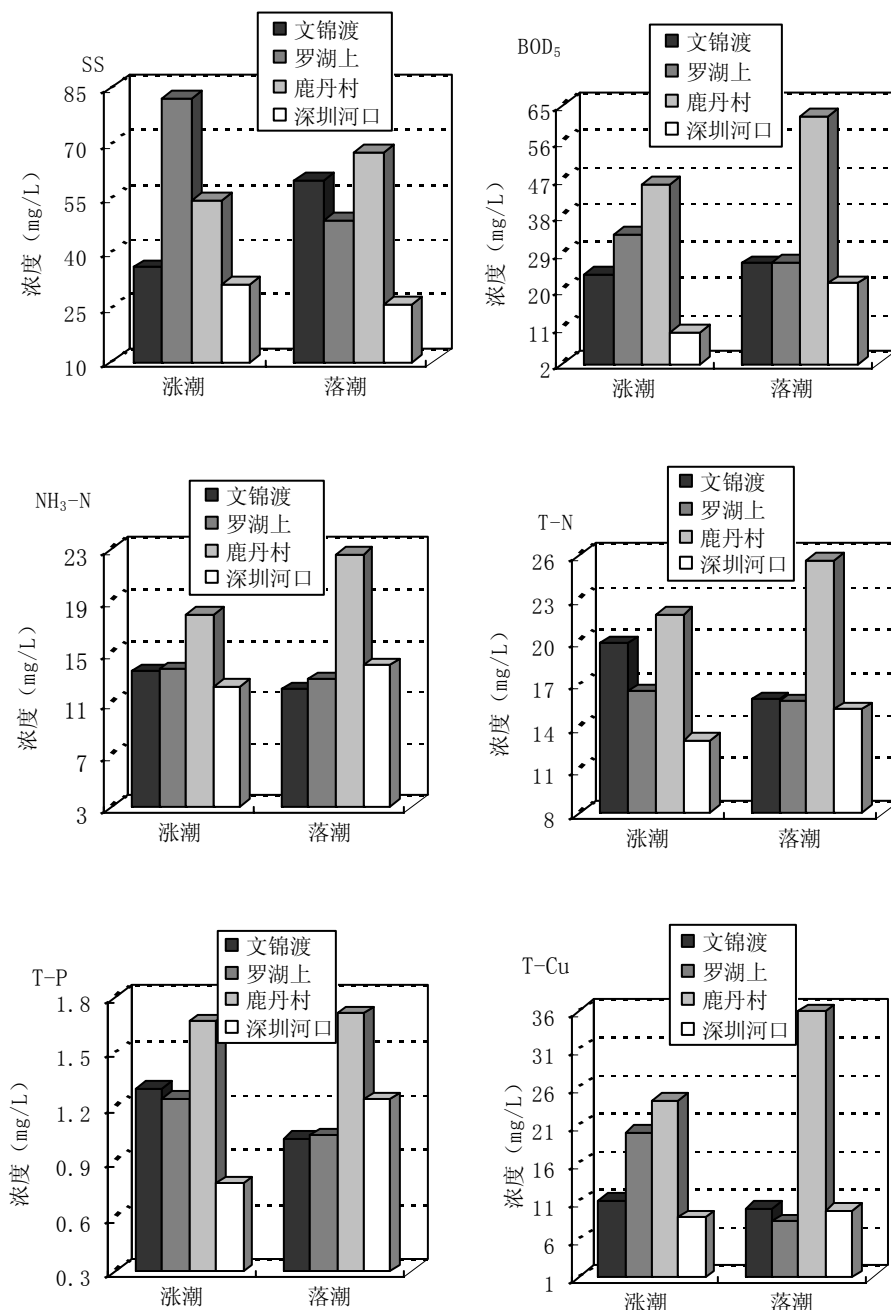 SS
文锦渡
罗湖上
鹿丹村
深圳河口
浓度 (mg/L)
85
70
55
40
25
10
涨潮 落潮
BOD₅
文锦渡
罗湖上
鹿丹村
深圳河口
浓度 (mg/L)
65
56
47
38
29
20
11
2
涨潮 落潮
NH₃-N
文锦渡
罗湖上
鹿丹村
深圳河口
浓度 (mg/L)
23
19
15
11
7
3
涨潮 落潮
T-N
文锦渡
罗湖上
鹿丹村
深圳河口
浓度 (mg/L)
26
23
20
17
14
11
8
涨潮 落潮
T-P
文锦渡
罗湖上
鹿丹村
深圳河口
浓度 (mg/L)
1.8
1.5
1.2
0.9
0.6
0.3
涨潮 落潮
T-Cu
文锦渡
罗湖上
鹿丹村
深圳河口
浓度 (mg/L)
36
31
26
21
16
11
6
1
涨潮 落潮